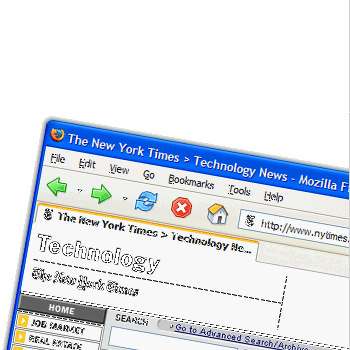 The New York Times > Technology News - Mozilla F
File Edit View Go Bookmarks Tools Help
http://www.nytimes.
The New York Times > Technology Ne...
Technology
The New York Times
HOME
SEARCH
Go to Advanced Search/Archive
JOB MARKET
REAL ESTATE